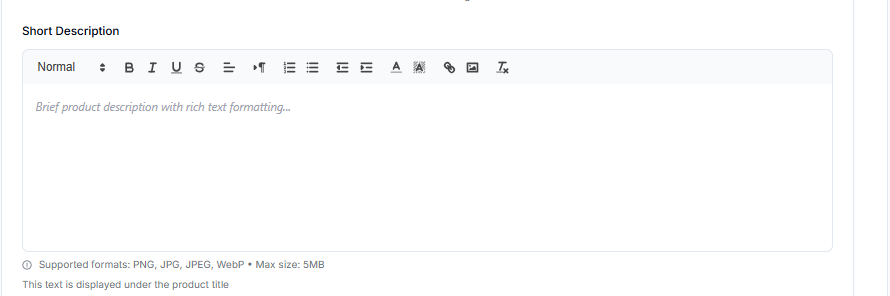 Short Description
Normal
Brief product description with rich text formatting...
Supported formats: PNG, JPG, JPEG, WebP • Max size: 5MB
This text is displayed under the product title